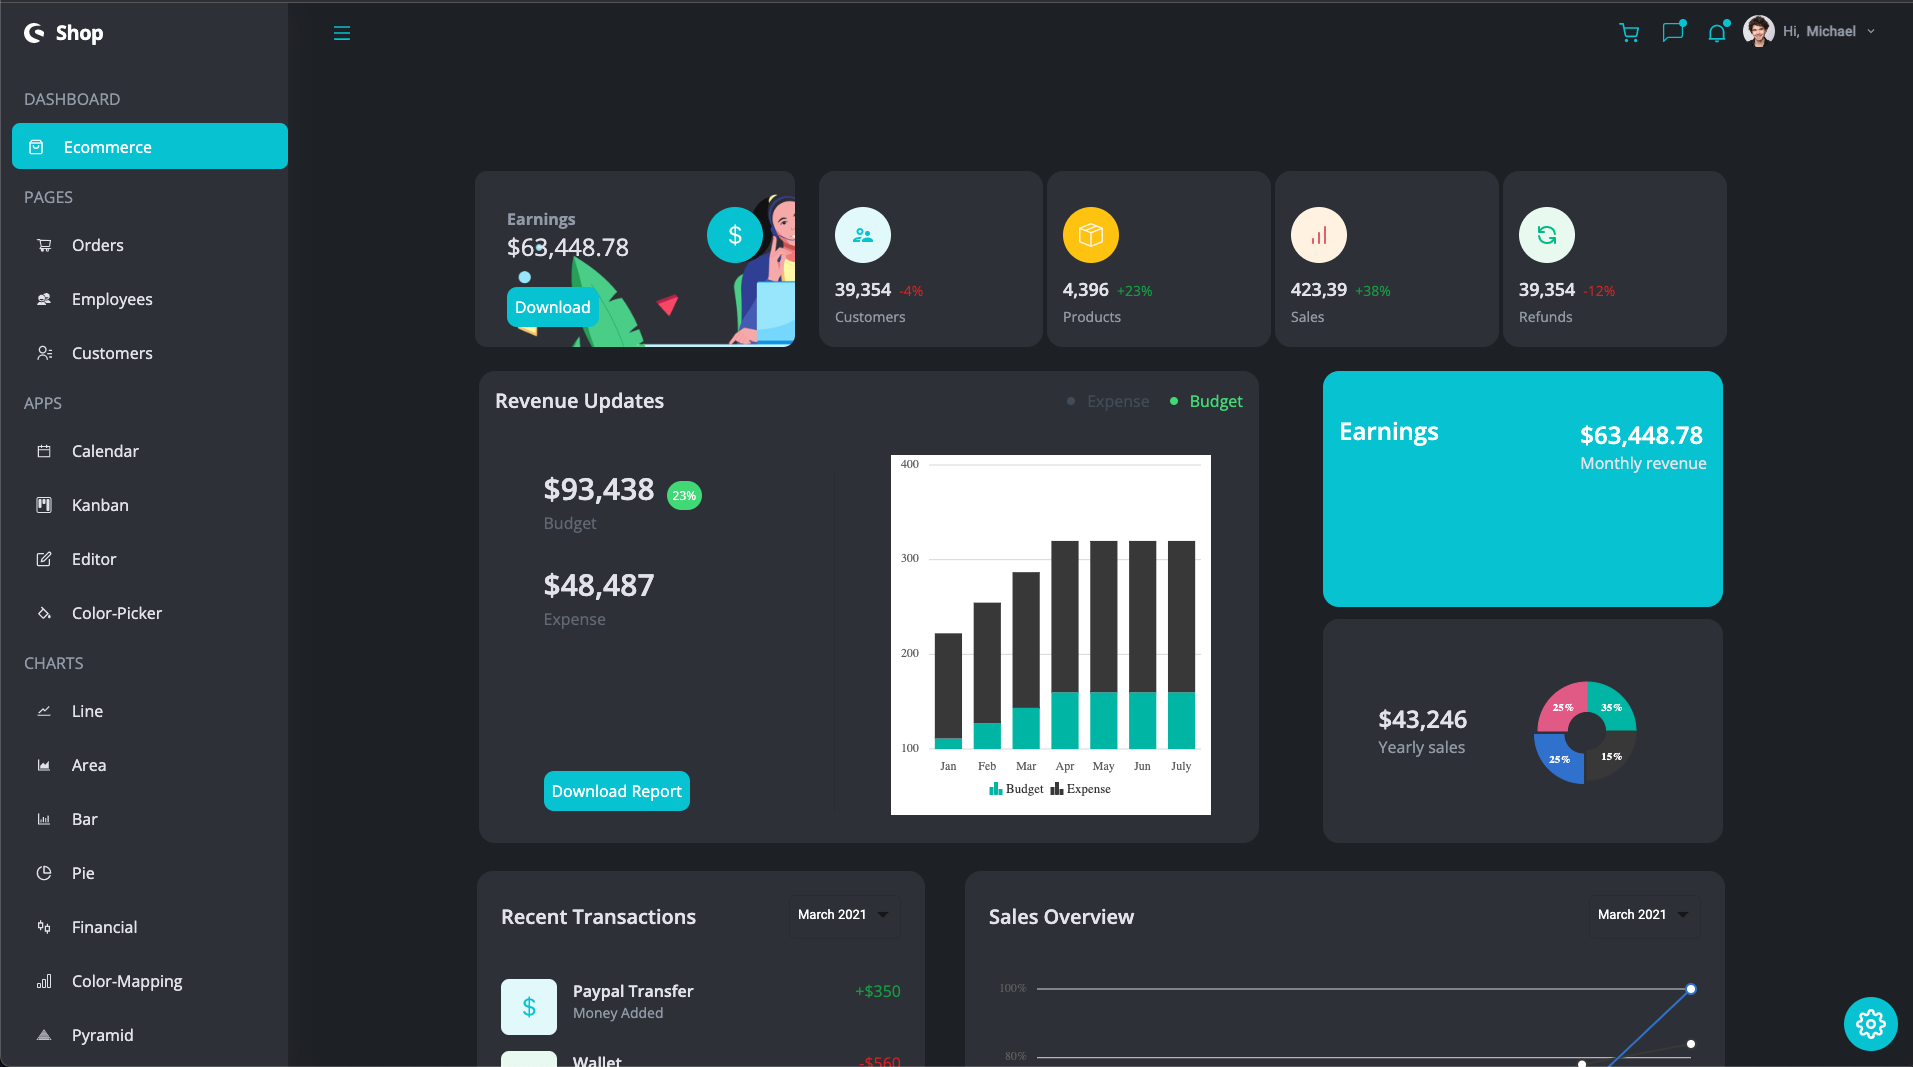 Shop
Hi, Michael
DASHBOARD
Ecommerce
PAGES
Orders
Employees
Customers
APPS
Calendar
Kanban
Editor
Color-Picker
CHARTS
Line
Area
Bar
Pie
Financial
Color-Mapping
Pyramid
Earnings
$63,448.78
$
Download
39,354 -4%
Customers
4,396 +23%
Products
423,39 +38%
Sales
39,354 -12%
Refunds
Revenue Updates
Expense
Budget
$93,438 23%
Budget
$48,487
Expense
Download Report
400
300
200
100
Jan Feb Mar Apr May Jun July
Budget Expense
Earnings
$63,448.78
Monthly revenue
$43,246
Yearly sales
25% 35%
25% 15%
Recent Transactions
March 2021
$
Paypal Transfer
+$350
Money Added
Wallet
-$560
Sales Overview
March 2021
100%
80%